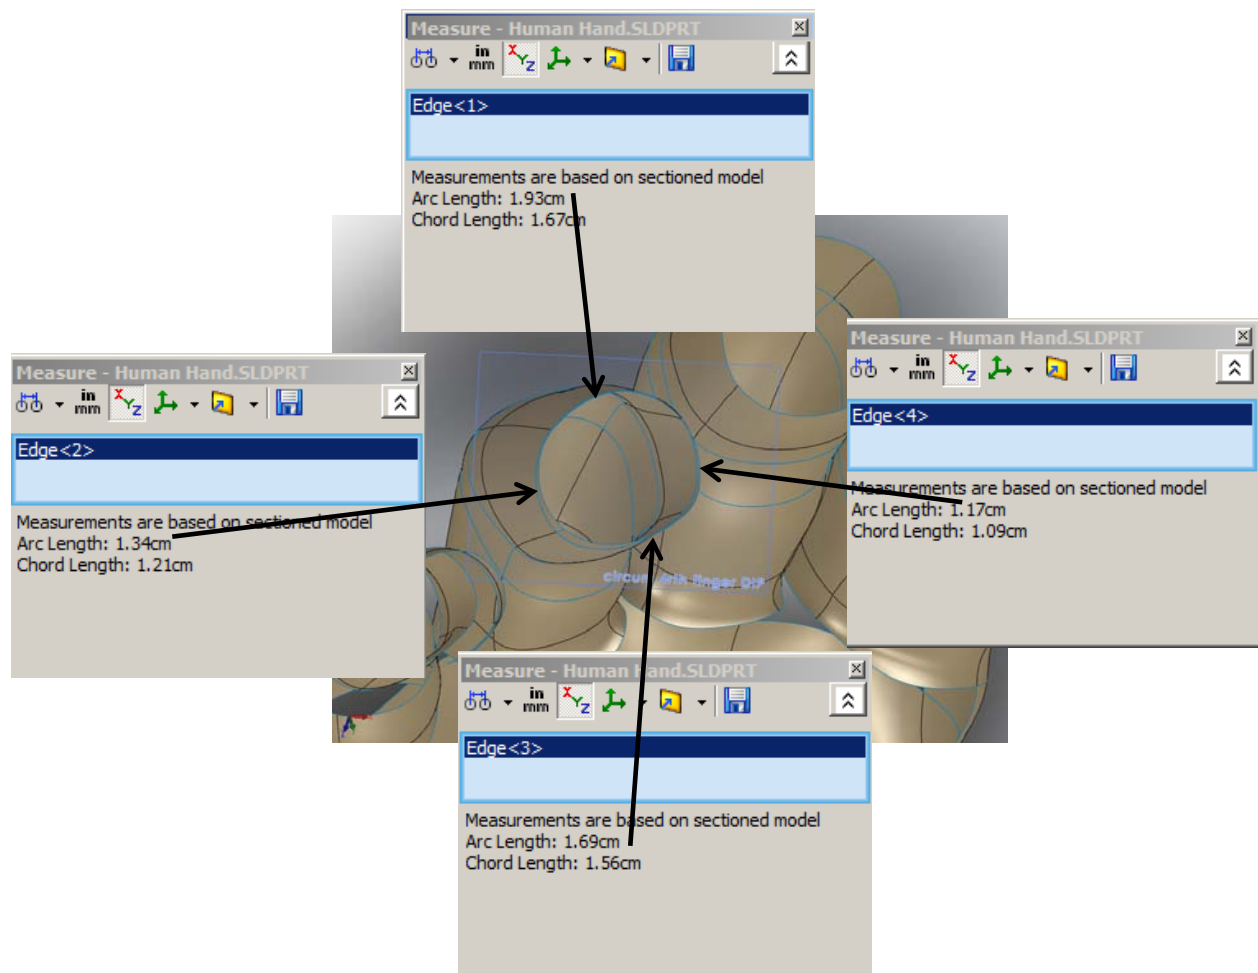 Measure - Human Hand.SLDPRT
in
mm
X
Y
Z
Edge<1>
Measurements are based on sectioned model
Arc Length: 1.93cm
Chord Length: 1.67cm
Measure - Human Hand.SLDPRT
in
mm
X
Y
Z
Edge<2>
Measurements are based on sectioned model
Arc Length: 1.34cm
Chord Length: 1.21cm
Measure - Human Hand.SLDPRT
in
mm
X
Y
Z
Edge<4>
Measurements are based on sectioned model
Arc Length: 1.17cm
Chord Length: 1.09cm
circum finger DIP
Measure - Human Hand.SLDPRT
in
mm
X
Y
Z
Edge<3>
Measurements are based on sectioned model
Arc Length: 1.69cm
Chord Length: 1.56cm